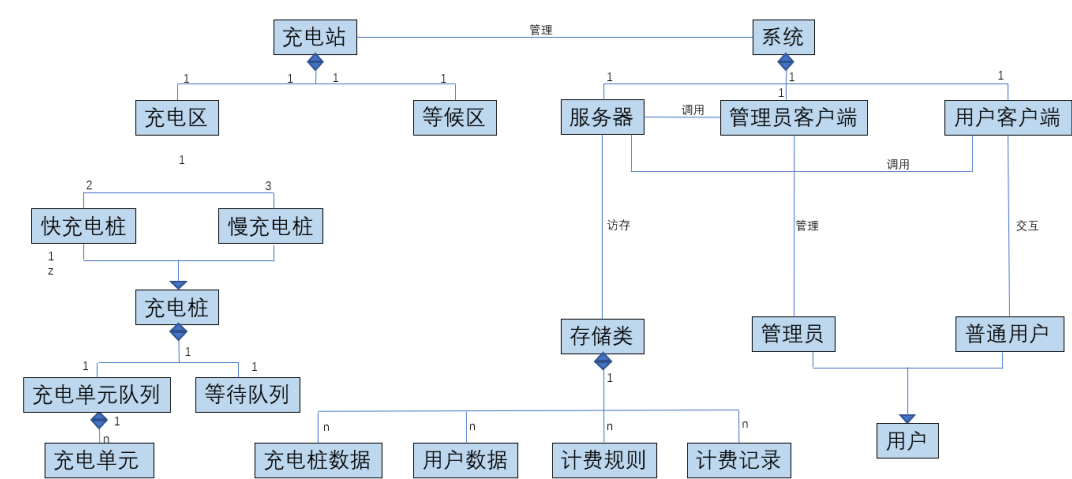 充电站
管理
系统
1
1
1
1
1
1
1
1
充电区
等候区
服务器
调用
管理员客户端
用户客户端
1
调用
2
3
快充电桩
慢充电桩
访存
管理
交互
1
z
充电桩
存储类
管理员
普通用户
1
1
1
1
充电单元队列
等待队列
1
n
n
n
n
n
用户
充电单元
充电桩数据
用户数据
计费规则
计费记录